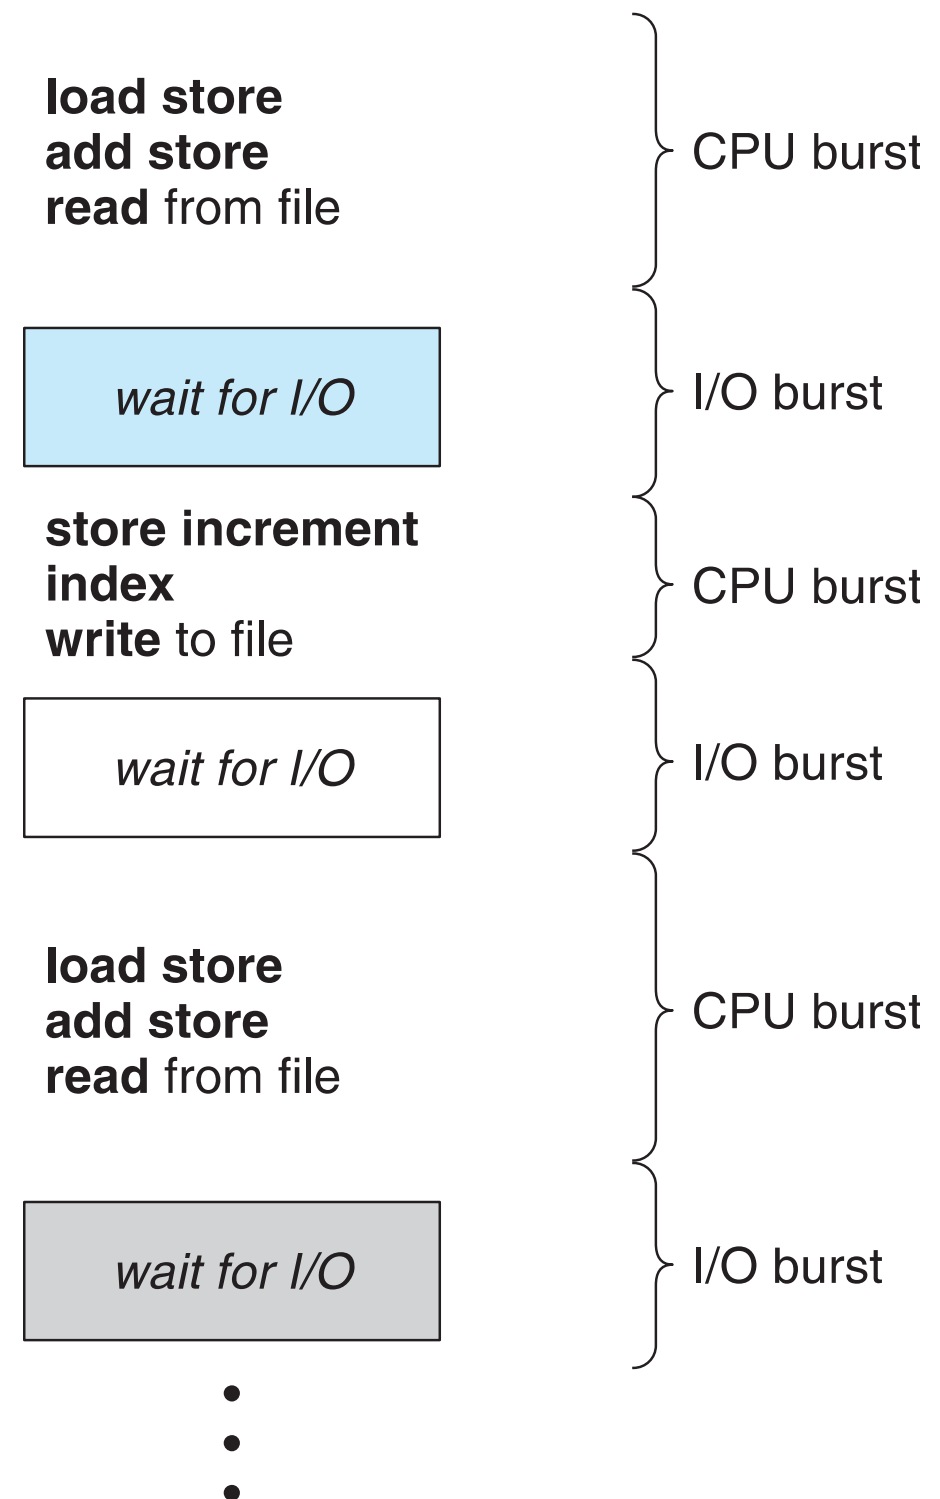 load store
add store
read from file
CPU burst
wait for I/O
I/O burst
store increment
index
write to file
CPU burst
wait for I/O
I/O burst
load store
add store
read from file
CPU burst
wait for I/O
I/O burst